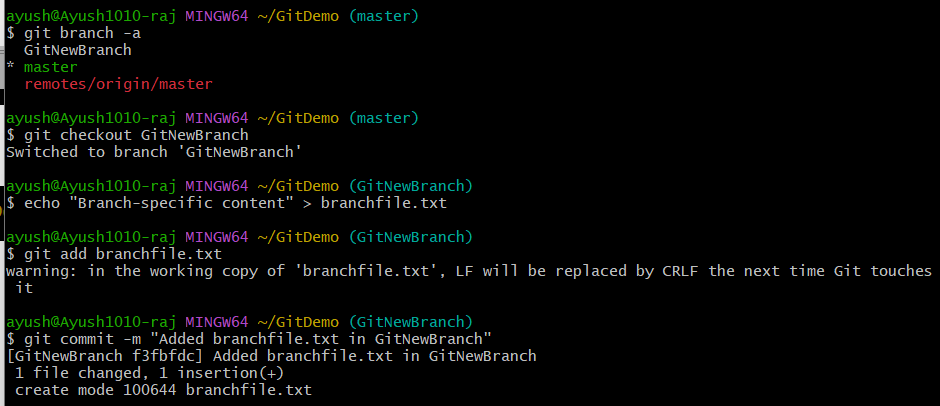 ayush@Ayush1010-raj MINGW64 ~/GitDemo (master)
$ git branch -a
  GitNewBranch
* master
  remotes/origin/master
ayush@Ayush1010-raj MINGW64 ~/GitDemo (master)
$ git checkout GitNewBranch
Switched to branch 'GitNewBranch'
ayush@Ayush1010-raj MINGW64 ~/GitDemo (GitNewBranch)
$ echo "Branch-specific content" > branchfile.txt
ayush@Ayush1010-raj MINGW64 ~/GitDemo (GitNewBranch)
$ git add branchfile.txt
warning: in the working copy of 'branchfile.txt', LF will be replaced by CRLF the next time Git touches
 it
ayush@Ayush1010-raj MINGW64 ~/GitDemo (GitNewBranch)
$ git commit -m "Added branchfile.txt in GitNewBranch"
[GitNewBranch f3fbfdc] Added branchfile.txt in GitNewBranch
 1 file changed, 1 insertion(+)
 create mode 100644 branchfile.txt